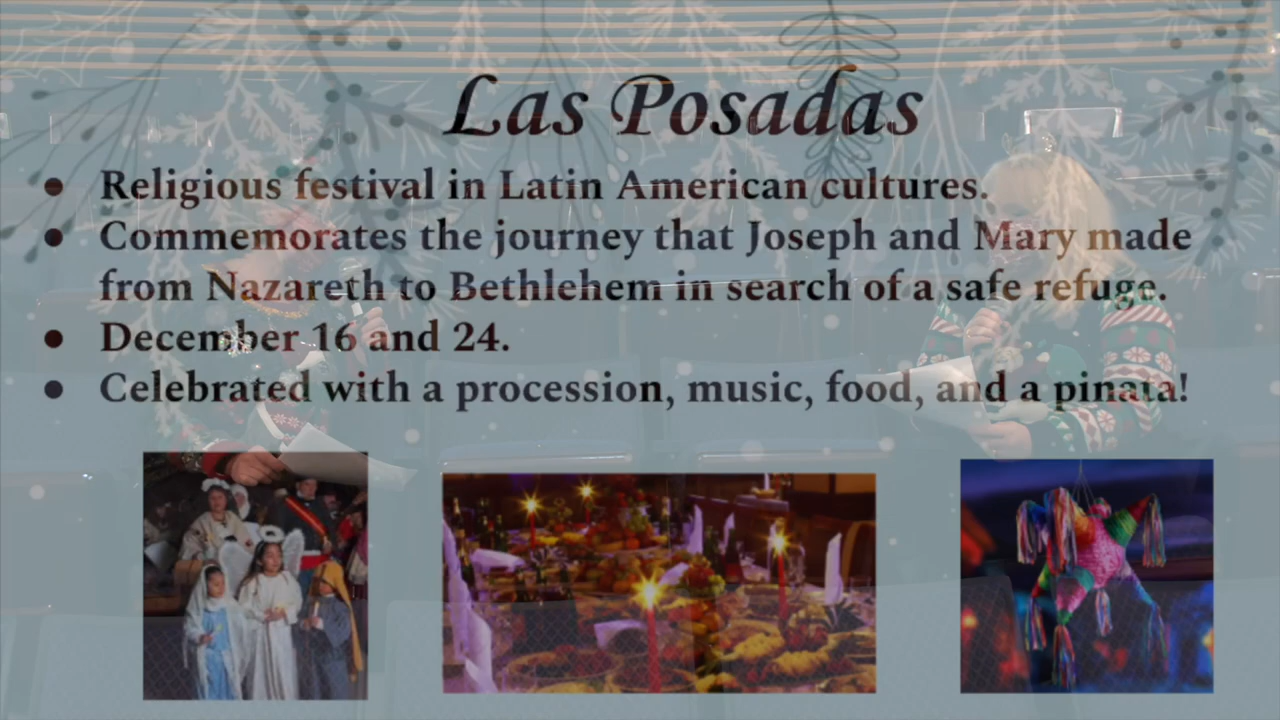 Las Posadas
● Religious festival in Latin American cultures.
● Commemorates the journey that Joseph and Mary made
from Nazareth to Bethlehem in search of a safe refuge.
● December 16 and 24.
● Celebrated with a procession, music, food, and a pinata!